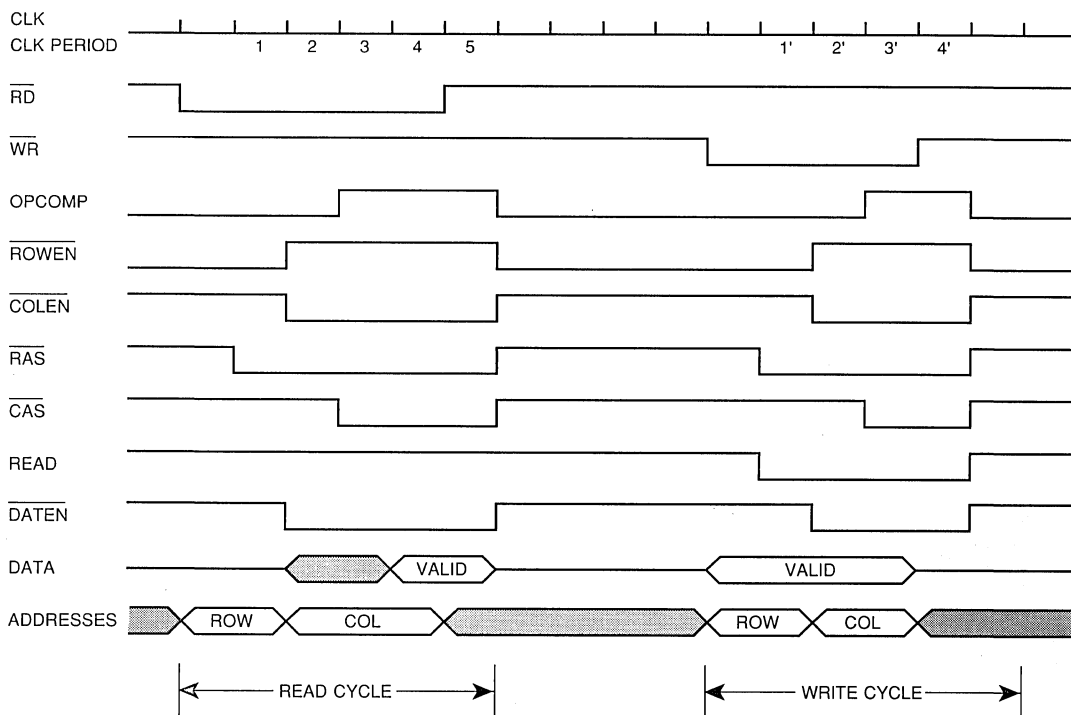 CLK
CLK PERIOD 1 2 3 4 5 1' 2' 3' 4'
RD
WR
OPCOMP
ROWEN
COLEN
RAS
CAS
READ
DATEN
DATA VALID VALID
ADDRESSES ROW COL ROW COL
READ CYCLE WRITE CYCLE